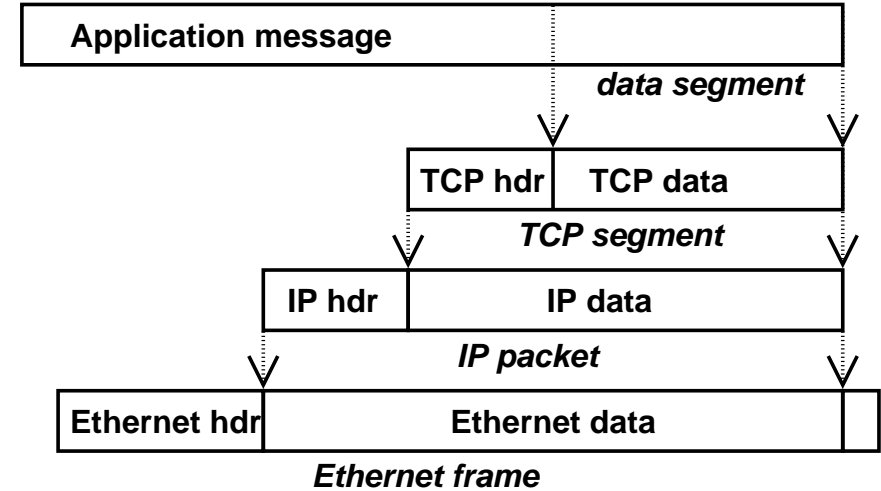 Application message
data segment
TCP hdr TCP data
TCP segment
IP hdr IP data
IP packet
Ethernet hdr Ethernet data
Ethernet frame